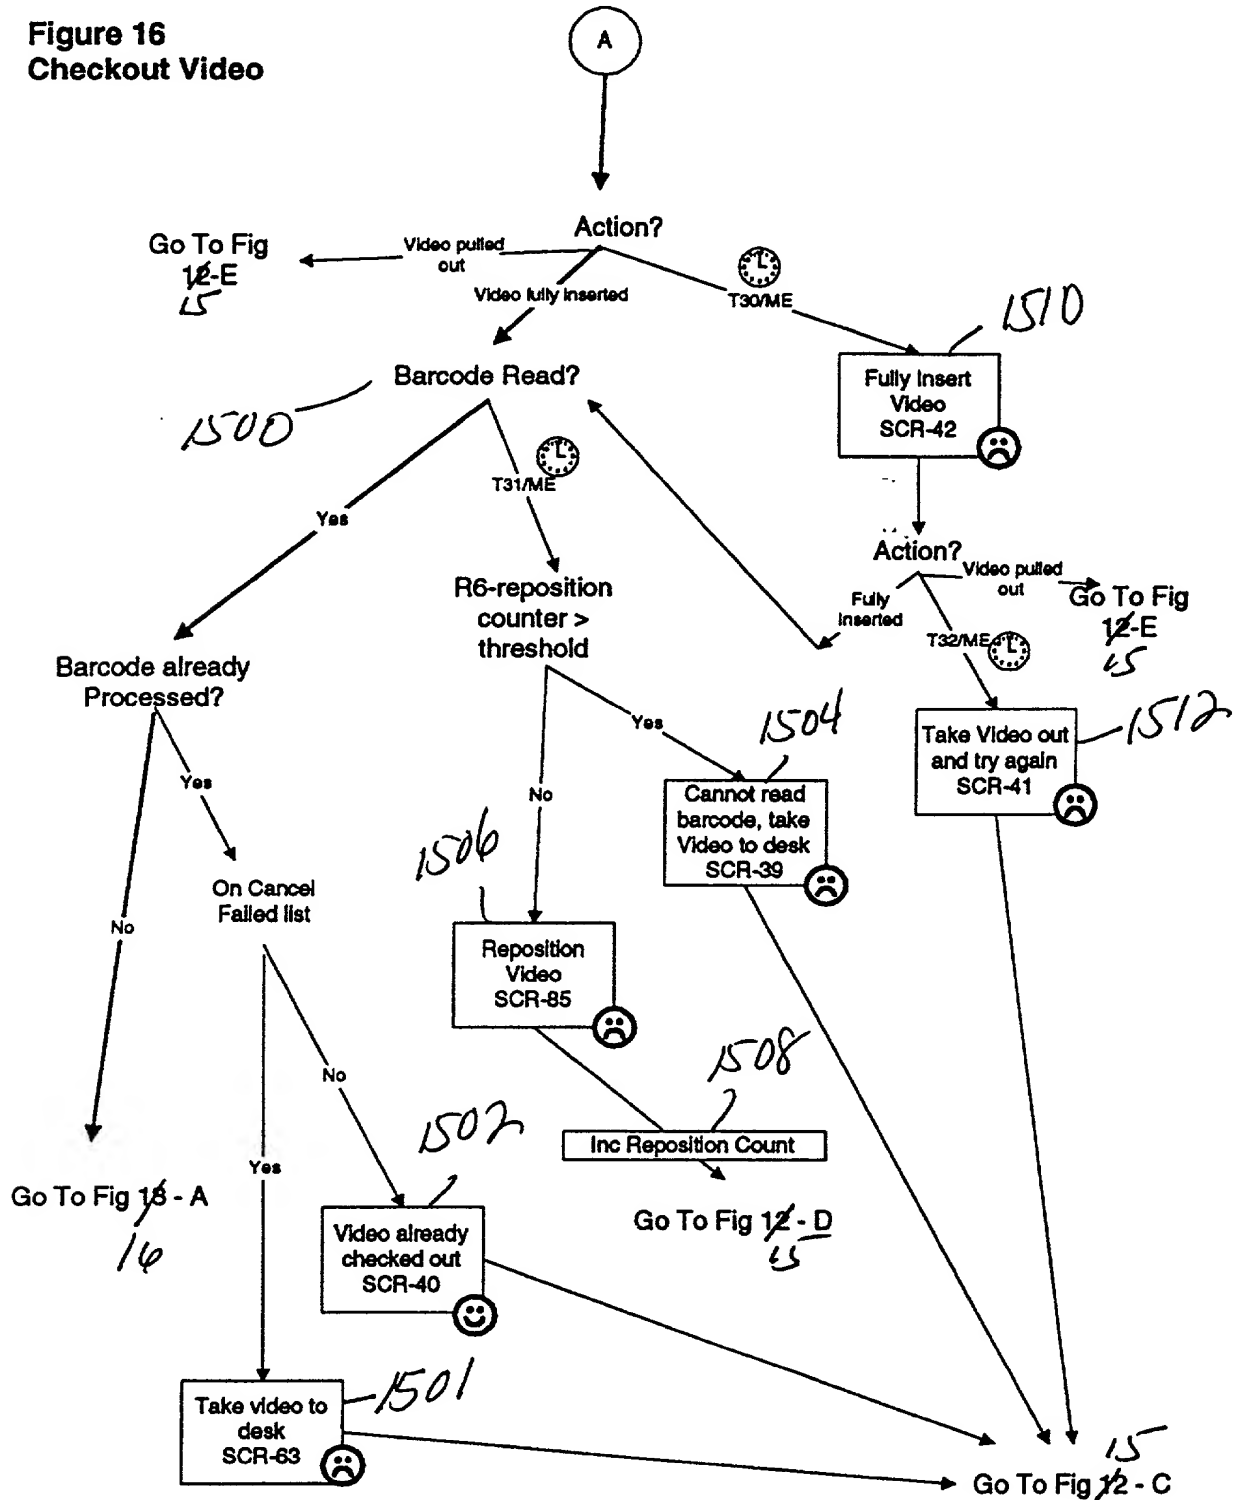 Figure 16
Checkout Video
A
Action?
Go To Fig
12-E
15
Video pulled
out
Video fully inserted
T30/ME
1510
Fully Insert
Video
SCR-42
Barcode Read?
1500
T31/ME
Yes
Action?
Video pulled
out
Go To Fig
12-E
15
Fully
Inserted
T32/ME
R6-reposition
counter >
threshold
Barcode already
Processed?
Yes
1504
1512
Take Video out
and try again
SCR-41
Yes
No
Cannot read
barcode, take
Video to desk
SCR-39
1506
On Cancel
Failed list
No
Reposition
Video
SCR-85
No
1508
1502
Inc Reposition Count
Yes
Go To Fig 13 - A
16
Go To Fig 12 - D
15
Video already
checked out
SCR-40
1501
Take video to
desk
SCR-63
15
Go To Fig 12 - C